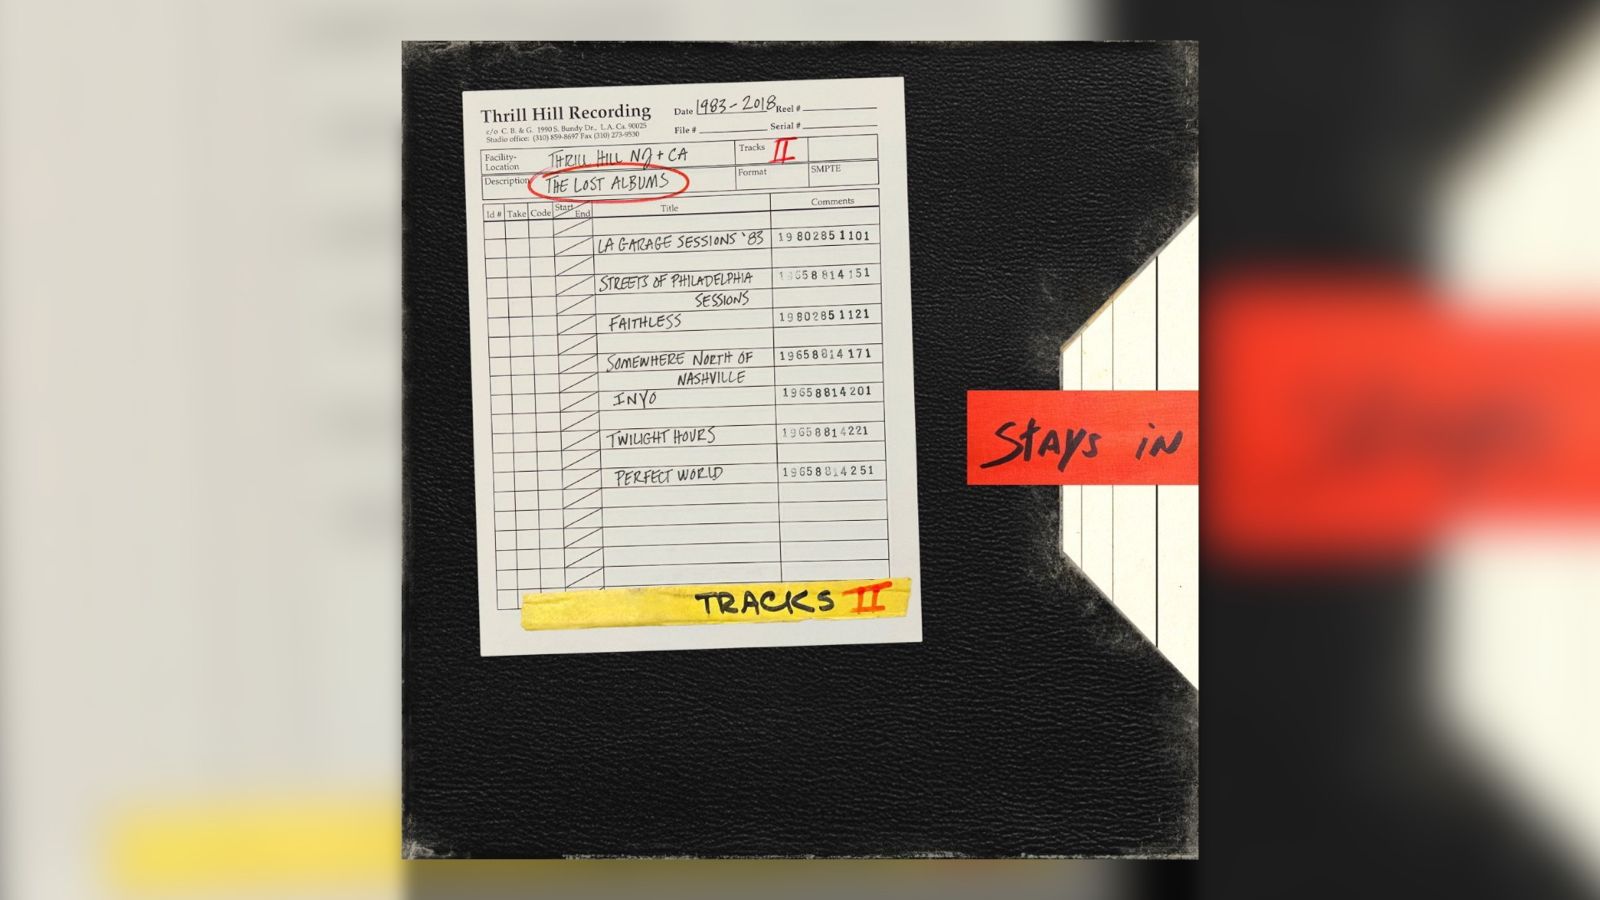 Thrill Hill Recording
c/o C. B. & G. 1990 S. Bundy Dr., L.A. Ca. 90025
Studio office: (310) 859-8697 Fax (310) 273-9530
Date 1983-2018 Reel #
File # Serial #
Facility-Location THRILL HILL NJ + CA
Tracks II
Description THE LOST ALBUMS
Format SMPTE
Id # Take Code Start End Title Comments
LA GARAGE SESSIONS '83 19802851101
STREETS OF PHILADELPHIA 19658814151
SESSIONS
FAITHLESS 19802851121
SOMEWHERE NORTH OF 19658814171
NASHVILLE
INYO 19658814201
TWILIGHT HOURS 19658814221
PERFECT WORLD 19658814251
TRACKS II
Stays in